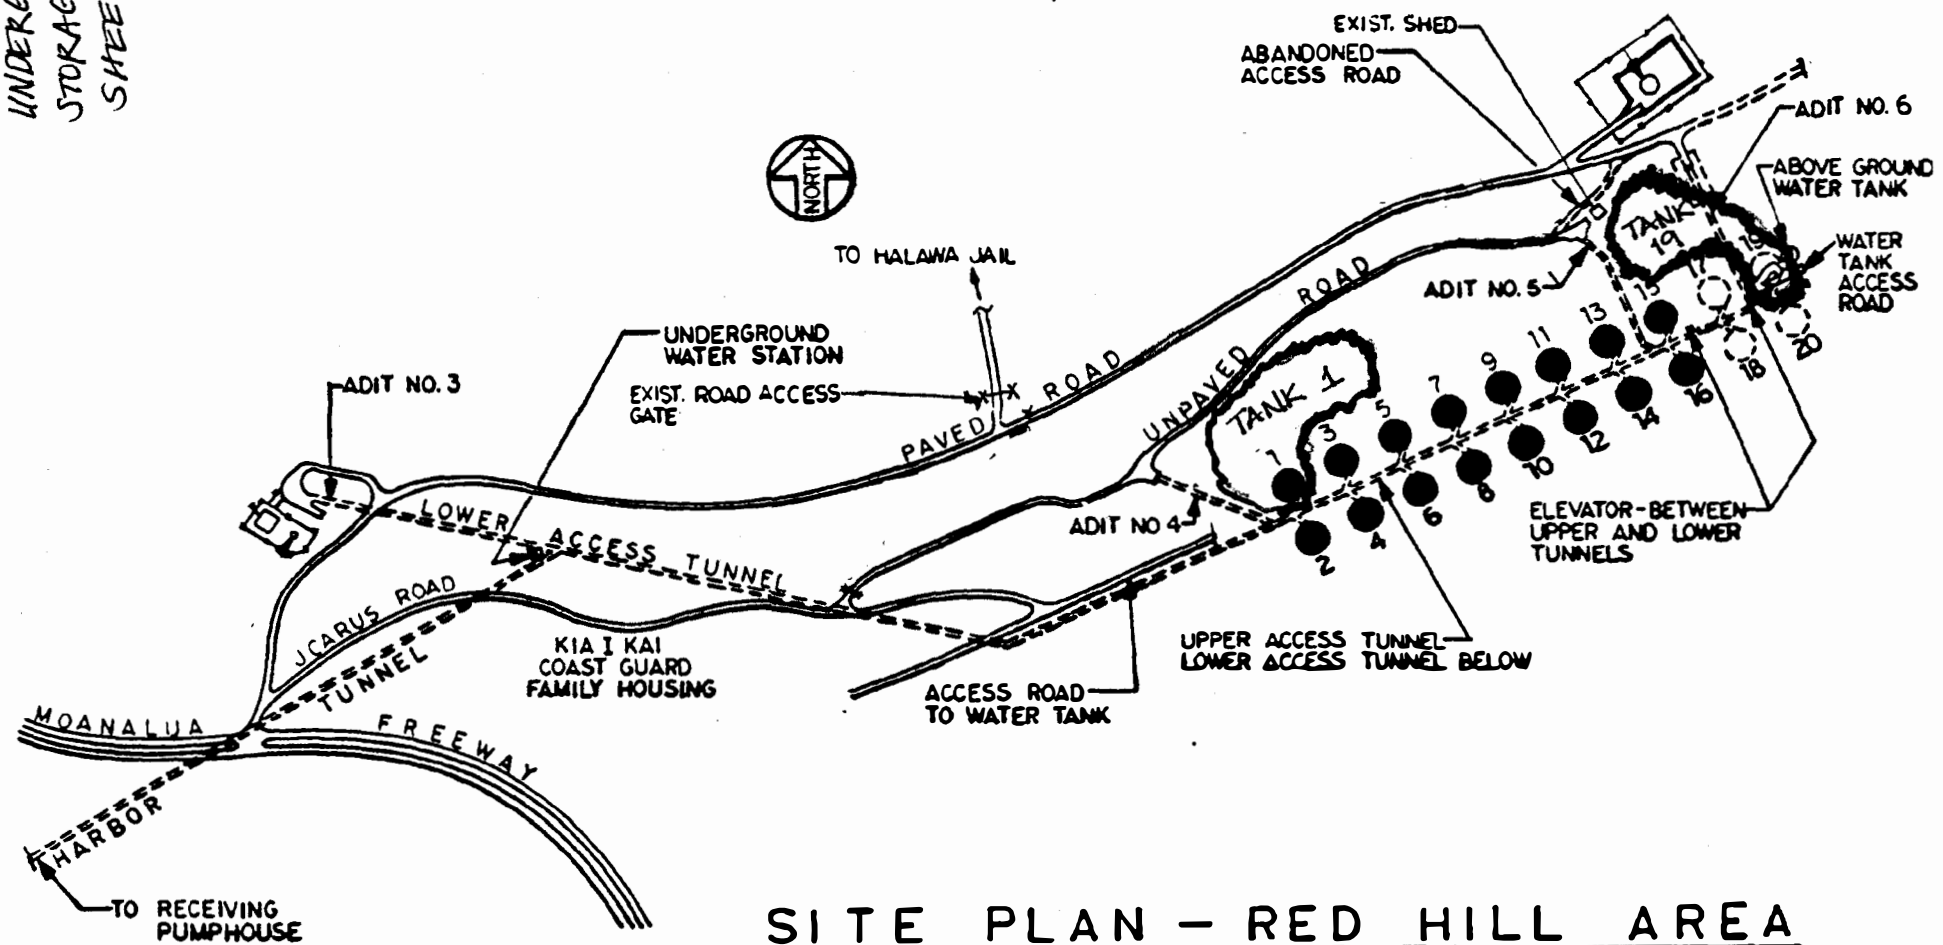 EXIST. SHED
ABANDONED
ACCESS ROAD
ADIT NO. 6
ABOVE GROUND
WATER TANK
WATER
TANK
ACCESS
ROAD
NORTH
TO HALAWA JAIL
ADIT NO. 5
TANK
19
UNDERGROUND
WATER STATION
EXIST. ROAD ACCESS
GATE
ADIT NO. 3
PAVED ROAD
UNPAVED ROAD
TANK 1
1
2
3
4
5
6
7
8
9
10
11
12
13
14
15
16
17
18
19
20
ADIT NO 4
ELEVATOR-BETWEEN
UPPER AND LOWER
TUNNELS
LOWER ACCESS TUNNEL
JCARUS ROAD
KIA I KAI
COAST GUARD
FAMILY HOUSING
UPPER ACCESS TUNNEL
LOWER ACCESS TUNNEL BELOW
ACCESS ROAD
TO WATER TANK
MOANALUA FREEWAY
HARBOR TUNNEL
TO RECEIVING
PUMPHOUSE
SITE PLAN - RED HILL AREA